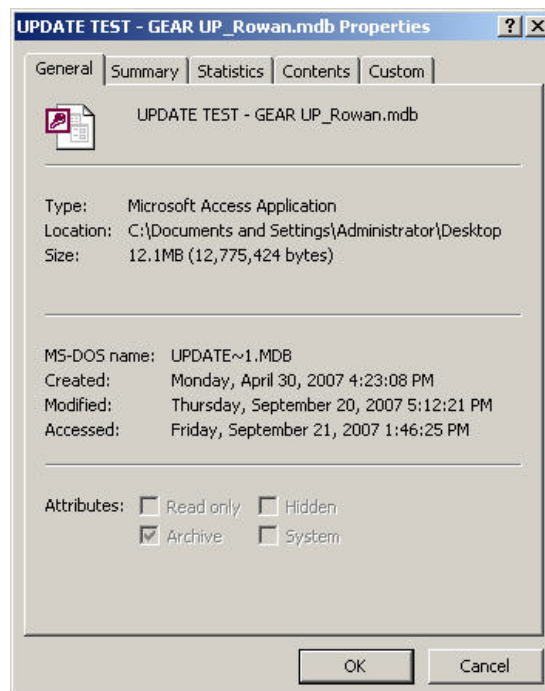 UPDATE TEST - GEAR UP_Rowan.mdb Properties
General Summary Statistics Contents Custom
UPDATE TEST - GEAR UP_Rowan.mdb
Type: Microsoft Access Application
Location: C:\Documents and Settings\Administrator\Desktop
Size: 12.1MB (12,775,424 bytes)
MS-DOS name: UPDATE~1.MDB
Created: Monday, April 30, 2007 4:23:08 PM
Modified: Thursday, September 20, 2007 5:12:21 PM
Accessed: Friday, September 21, 2007 1:46:25 PM
Attributes: Read only Hidden
Archive System
OK Cancel